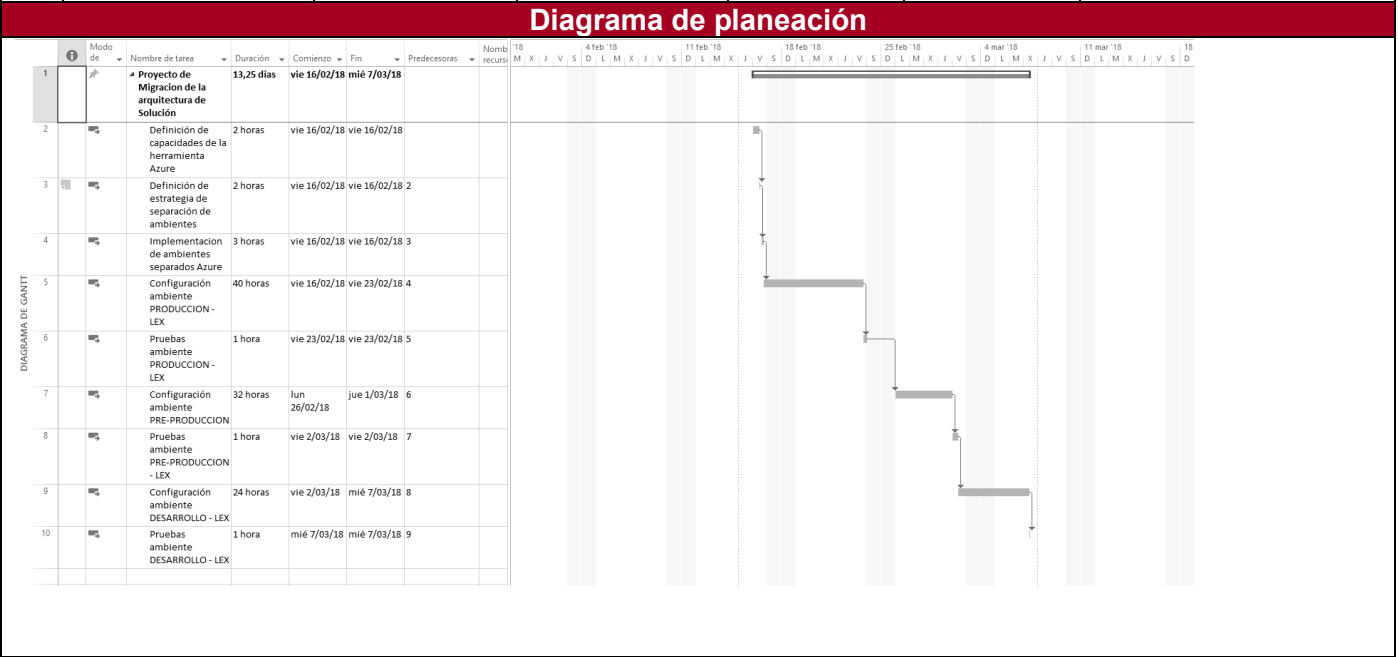 Diagrama de planeación
Modo de Nombre de tarea Duración Comienzo Fin Predecesoras Nomb recurs
'18 4 feb '18 11 feb '18 18 feb '18 25 feb '18 4 mar '18 11 mar '18 18
M X J V S D L M X J V S D L M X J V S D L M X J V S D L M X J V S D L M X J V S D L M X J V S D
1 Proyecto de 13,25 días vie 16/02/18 mié 7/03/18
Migracion de la
arquitectura de
Solución
2 Definición de 2 horas vie 16/02/18 vie 16/02/18
capacidades de la
herramienta
Azure
3 Definición de 2 horas vie 16/02/18 vie 16/02/18 2
estrategia de
separación de
ambientes
4 Implementacion 3 horas vie 16/02/18 vie 16/02/18 3
de ambientes
separados Azure
5 Configuración 40 horas vie 16/02/18 vie 23/02/18 4
ambiente
PRODUCCION -
LEX
6 Pruebas 1 hora vie 23/02/18 vie 23/02/18 5
ambiente
PRODUCCION -
LEX
7 Configuración 32 horas lun jue 1/03/18 6
ambiente 26/02/18
PRE-PRODUCCION
8 Pruebas 1 hora vie 2/03/18 vie 2/03/18 7
ambiente
PRE-PRODUCCION
- LEX
9 Configuración 24 horas vie 2/03/18 mié 7/03/18 8
ambiente
DESARROLLO - LEX
10 Pruebas 1 hora mié 7/03/18 mié 7/03/18 9
ambiente
DESARROLLO - LEX
DIAGRAMA DE GANTT